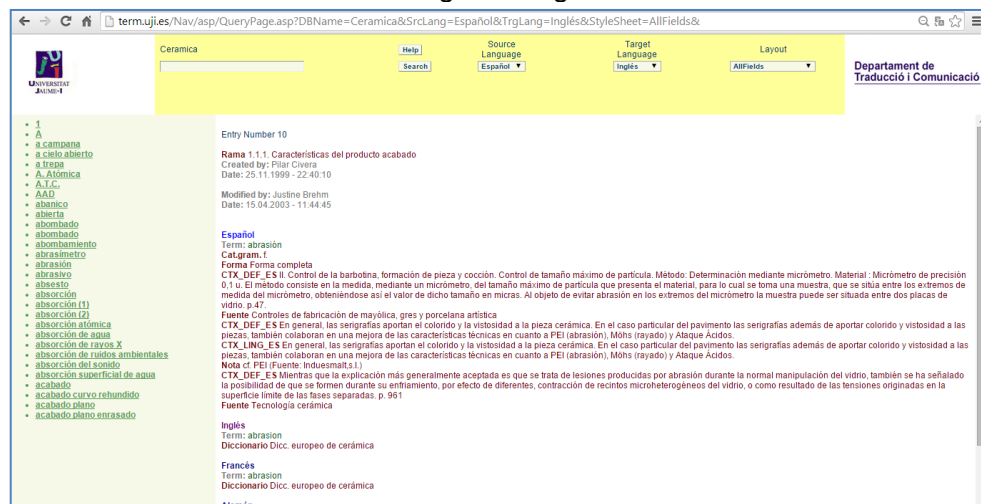 term.uji.es/Nav/asp/QueryPage.asp?DBName=Ceramica&SrcLang=Español&TrgLang=Inglés&StyleSheet=AllFields&
UNIVERSITAT
JAUME·I
Ceramica
Help
Search
Source
Language
Español
Target
Language
Inglés
Layout
AllFields
Departament de
Traducció i Comunicació
1
A
a campana
a cielo abierto
a trepa
A. Atómica
A.T.C.
AAD
abanico
abierta
abombado
abombado
abombamiento
abrasímetro
abrasión
abrasivo
absesto
absorción
absorción (1)
absorción (2)
absorción atómica
absorción de agua
absorción de rayos X
absorción de ruidos ambientales
absorción del sonido
absorción superficial de agua
acabado
acabado curvo rehundido
acabado plano
acabado plano enrasado
Entry Number 10
Rama 1.1.1. Características del producto acabado
Created by: Pilar Civera
Date: 25.11.1999 - 22:40:10
Modified by: Justine Brehm
Date: 15.04.2003 - 11:44:45
Español
Term: abrasión
Cat.gram. f.
Forma Forma completa
CTX_DEF_ES II. Control de la barbotina, formación de pieza y cocción. Control de tamaño máximo de partícula. Método: Determinación mediante micrómetro. Material : Micrómetro de precisión
0,1 u. El método consiste en la medida, mediante un micrómetro, del tamaño máximo de partícula que presenta el material, para lo cual se toma una muestra, que se sitúa entre los extremos de
medida del micrómetro, obteniéndose así el valor de dicho tamaño en micras. Al objeto de evitar abrasión en los extremos del micrómetro la muestra puede ser situada entre dos placas de
vidrio. p.47.
Fuente Controles de fabricación de mayólica, gres y porcelana artística
CTX_DEF_ES En general, las serigrafías aportan el colorido y la vistosidad a la pieza cerámica. En el caso particular del pavimento las serigrafías además de aportar colorido y vistosidad a las
piezas, también colaboran en una mejora de las características técnicas en cuanto a PEI (abrasión), Möhs (rayado) y Ataque Ácidos.
CTX_LING_ES En general, las serigrafías aportan el colorido y la vistosidad a la pieza cerámica. En el caso particular del pavimento las serigrafías además de aportar colorido y vistosidad a las
piezas, también colaboran en una mejora de las características técnicas en cuanto a PEI (abrasión), Möhs (rayado) y Ataque Ácidos.
Nota cf. PEI (Fuente: Induesmalt,s.l.)
CTX_DEF_ES Mientras que la explicación más generalmente aceptada es que se trata de lesiones producidas por abrasión durante la normal manipulación del vidrio, también se ha señalado
la posibilidad de que se formen durante su enfriamiento, por efecto de diferentes, contracción de recintos microheterogéneos del vidrio, o como resultado de las tensiones originadas en la
superficie límite de las fases separadas. p. 961
Fuente Tecnología cerámica
Inglés
Term: abrasion
Diccionario Dicc. europeo de cerámica
Francés
Term: abrasion
Diccionario Dicc. europeo de cerámica